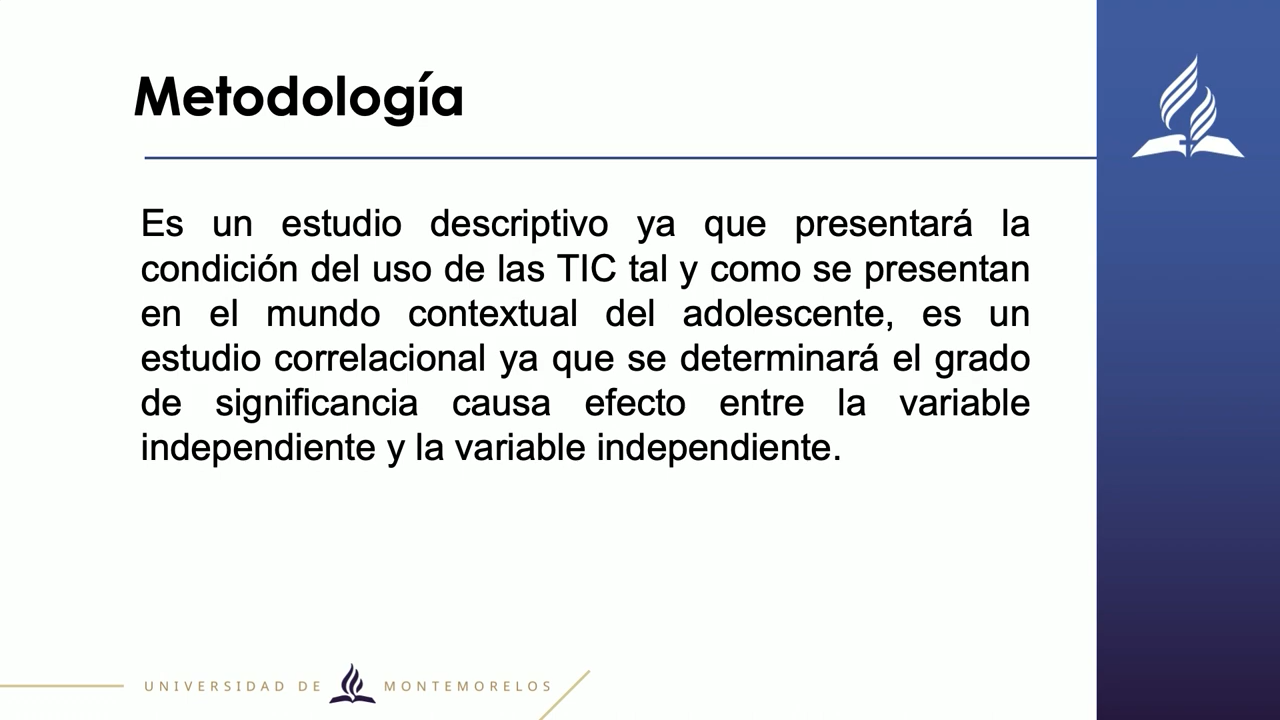 Metodología
Es un estudio descriptivo ya que presentará la
condición del uso de las TIC tal y como se presentan
en el mundo contextual del adolescente, es un
estudio correlacional ya que se determinará el grado
de significancia causa efecto entre la variable
independiente y la variable independiente.
UNIVERSIDAD DE MONTEMORELOS